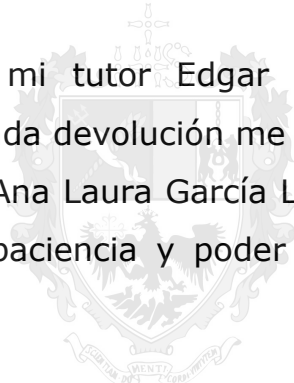 mi tutor Edgar
da devolución me
Ana Laura García L
paciencia y poder